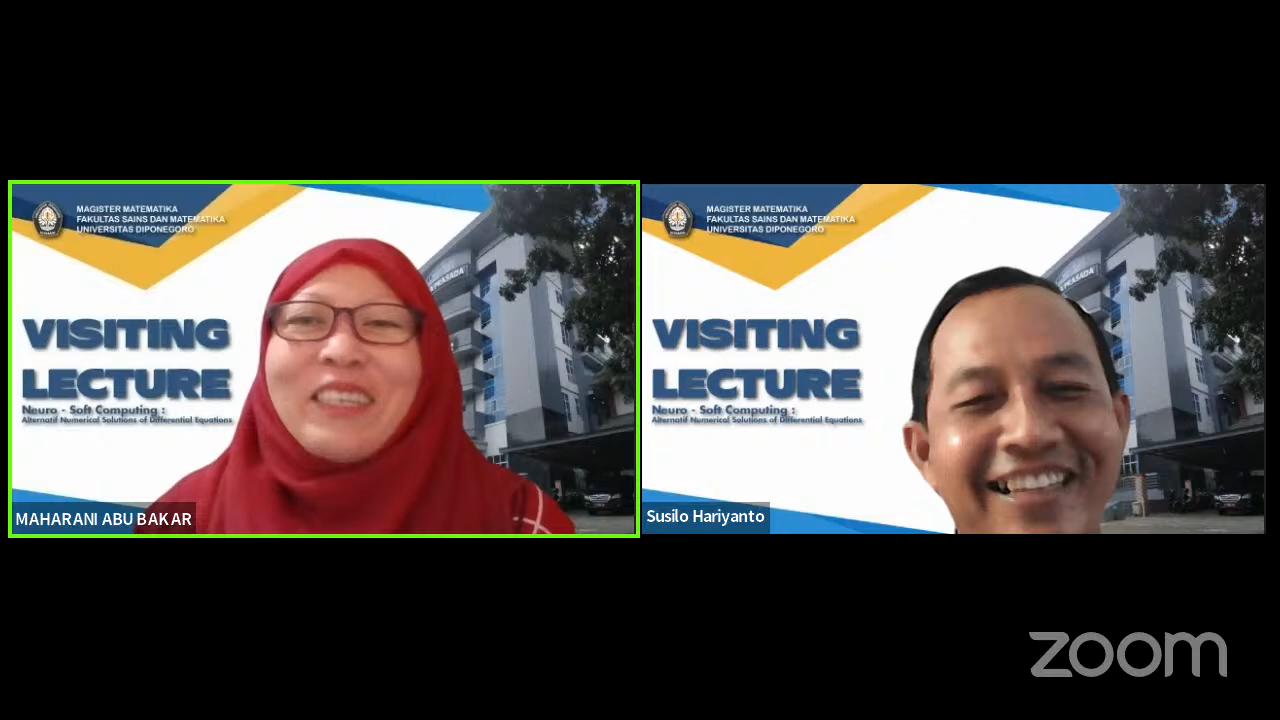 MAGISTER MATEMATIKA
FAKULTAS SAINS DAN MATEMATIKA
UNIVERSITAS DIPONEGORO
VISITING
LECTURE
Neuro - Soft Computing :
Alternatif Numerical Solutions of Differential Equations
PRASADA
MAHARANI ABU BAKAR
MAGISTER MATEMATIKA
FAKULTAS SAINS DAN MATEMATIKA
UNIVERSITAS DIPONEGORO
VISITING
LECTURE
Neuro - Soft Computing :
Alternatif Numerical Solutions of Differential Equations
PRASADA
Susilo Hariyanto
zoom